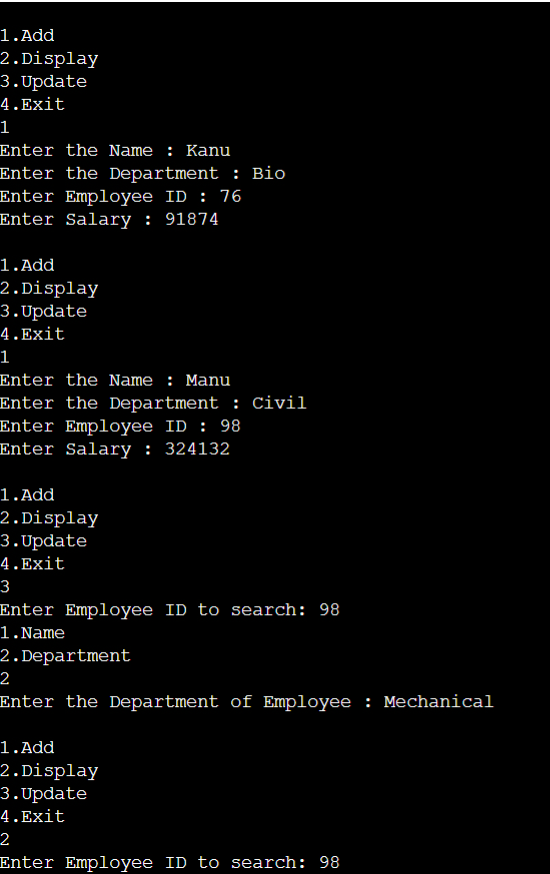 1.Add
2.Display
3.Update
4.Exit
1
Enter the Name : Kanu
Enter the Department : Bio
Enter Employee ID : 76
Enter Salary : 91874
1.Add
2.Display
3.Update
4.Exit
1
Enter the Name : Manu
Enter the Department : Civil
Enter Employee ID : 98
Enter Salary : 324132
1.Add
2.Display
3.Update
4.Exit
3
Enter Employee ID to search: 98
1.Name
2.Department
2
Enter the Department of Employee : Mechanical
1.Add
2.Display
3.Update
4.Exit
2
Enter Employee ID to search: 98